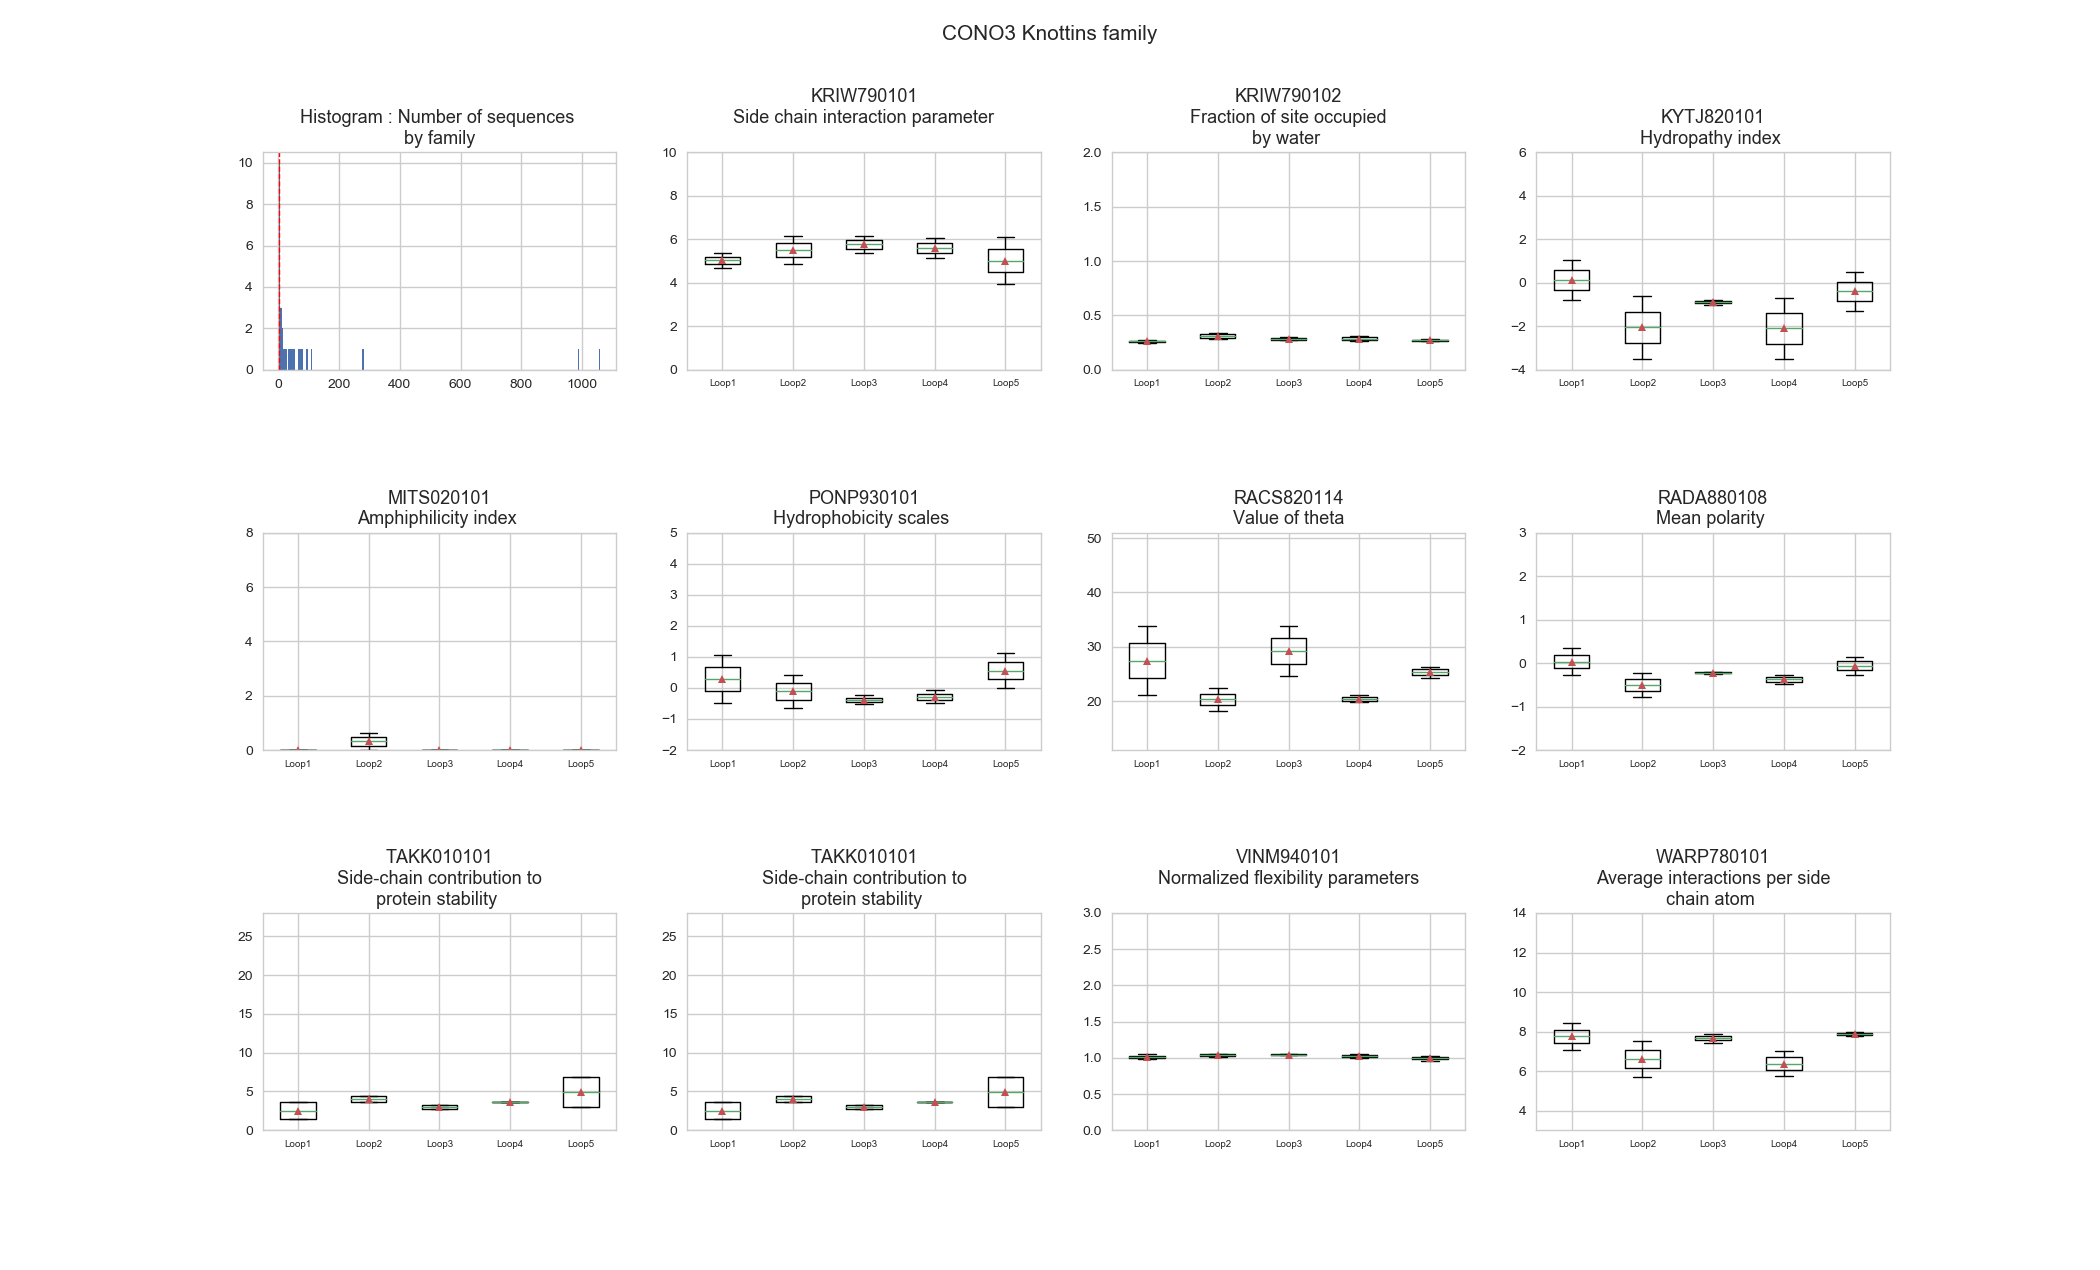 CONO3 Knottins family
Histogram : Number of sequences
by family
10
8
6
4
2
0
0 200 400 600 800 1000
KRIW790101
Side chain interaction parameter
10
8
6
4
2
0
Loop1 Loop2 Loop3 Loop4 Loop5
KRIW790102
Fraction of site occupied
by water
2.0
1.5
1.0
0.5
0.0
Loop1 Loop2 Loop3 Loop4 Loop5
KYTJ820101
Hydropathy index
6
4
2
0
−2
−4
Loop1 Loop2 Loop3 Loop4 Loop5
MITS020101
Amphiphilicity index
8
6
4
2
0
Loop1 Loop2 Loop3 Loop4 Loop5
PONP930101
Hydrophobicity scales
5
4
3
2
1
0
−1
−2
Loop1 Loop2 Loop3 Loop4 Loop5
RACS820114
Value of theta
50
40
30
20
Loop1 Loop2 Loop3 Loop4 Loop5
RADA880108
Mean polarity
3
2
1
0
−1
−2
Loop1 Loop2 Loop3 Loop4 Loop5
TAKK010101
Side-chain contribution to
protein stability
25
20
15
10
5
0
Loop1 Loop2 Loop3 Loop4 Loop5
TAKK010101
Side-chain contribution to
protein stability
25
20
15
10
5
0
Loop1 Loop2 Loop3 Loop4 Loop5
VINM940101
Normalized flexibility parameters
3.0
2.5
2.0
1.5
1.0
0.5
0.0
Loop1 Loop2 Loop3 Loop4 Loop5
WARP780101
Average interactions per side
chain atom
14
12
10
8
6
4
Loop1 Loop2 Loop3 Loop4 Loop5